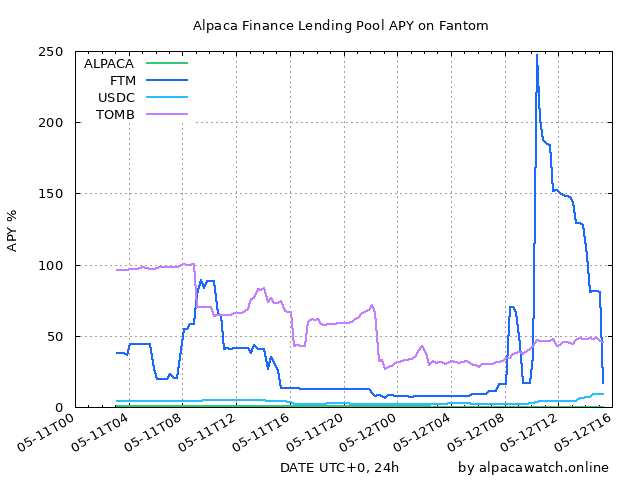 Alpaca Finance Lending Pool APY on Fantom
ALPACA
FTM
USDC
TOMB
250
200
150
100
50
0
APY %
05-11T00
05-11T04
05-11T08
05-11T12
05-11T16
05-11T20
05-12T00
05-12T04
05-12T08
05-12T12
05-12T16
DATE UTC+0, 24h
by alpacawatch.online